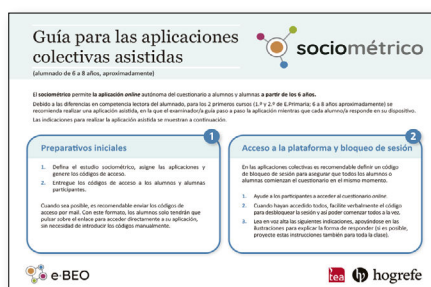 Guía para las aplicaciones
colectivas asistidas
(alumnado de 6 a 8 años, aproximadamente)
sociométrico
El sociométrico permite la aplicación online autónoma del cuestionario a alumnos y alumnas a partir de los 6 años.
Debido a las diferencias en competencia lectora del alumnado, para los 2 primeros cursos (1.º y 2.º de E.Primaria; 6 a 8 años aproximadamente) se
recomienda realizar una aplicación asistida, en la que el examinador/a guía paso a paso la aplicación mientras que cada alumno/a responde en su dispositivo.
Las indicaciones para realizar la aplicación asistida se muestran a continuación.
1
Preparativos iniciales
1. Defina el estudio sociométrico, asigne las aplicaciones y
genere los códigos de acceso.
2. Entregue los códigos de acceso a los alumnos y alumnas
participantes.
Cuando sea posible, es recomendable enviar los códigos de
acceso por mail. Con este formato, los alumnos solo tendrán que
pulsar sobre el enlace para acceder directamente a su aplicación,
sin necesidad de introducir los códigos manualmente.
2
Acceso a la plataforma y bloqueo de sesión
En las aplicaciones colectivas es recomendable definir un código
de bloqueo de sesión para asegurar que todos los alumnos o
alumnas comienzan el cuestionario en el mismo momento.
1. Ayude a los participantes a acceder al cuestionario online.
2. Cuando hayan accedido todos, facilite verbalmente el código
para desbloquear la sesión y así poder comenzar todos a la vez.
3. Lea en voz alta las siguientes indicaciones, apoyándose en las
ilustraciones para explicar la forma de responder (si es posible,
proyecte estas instrucciones también para toda la clase).
e·BEO
tea
hogrefe